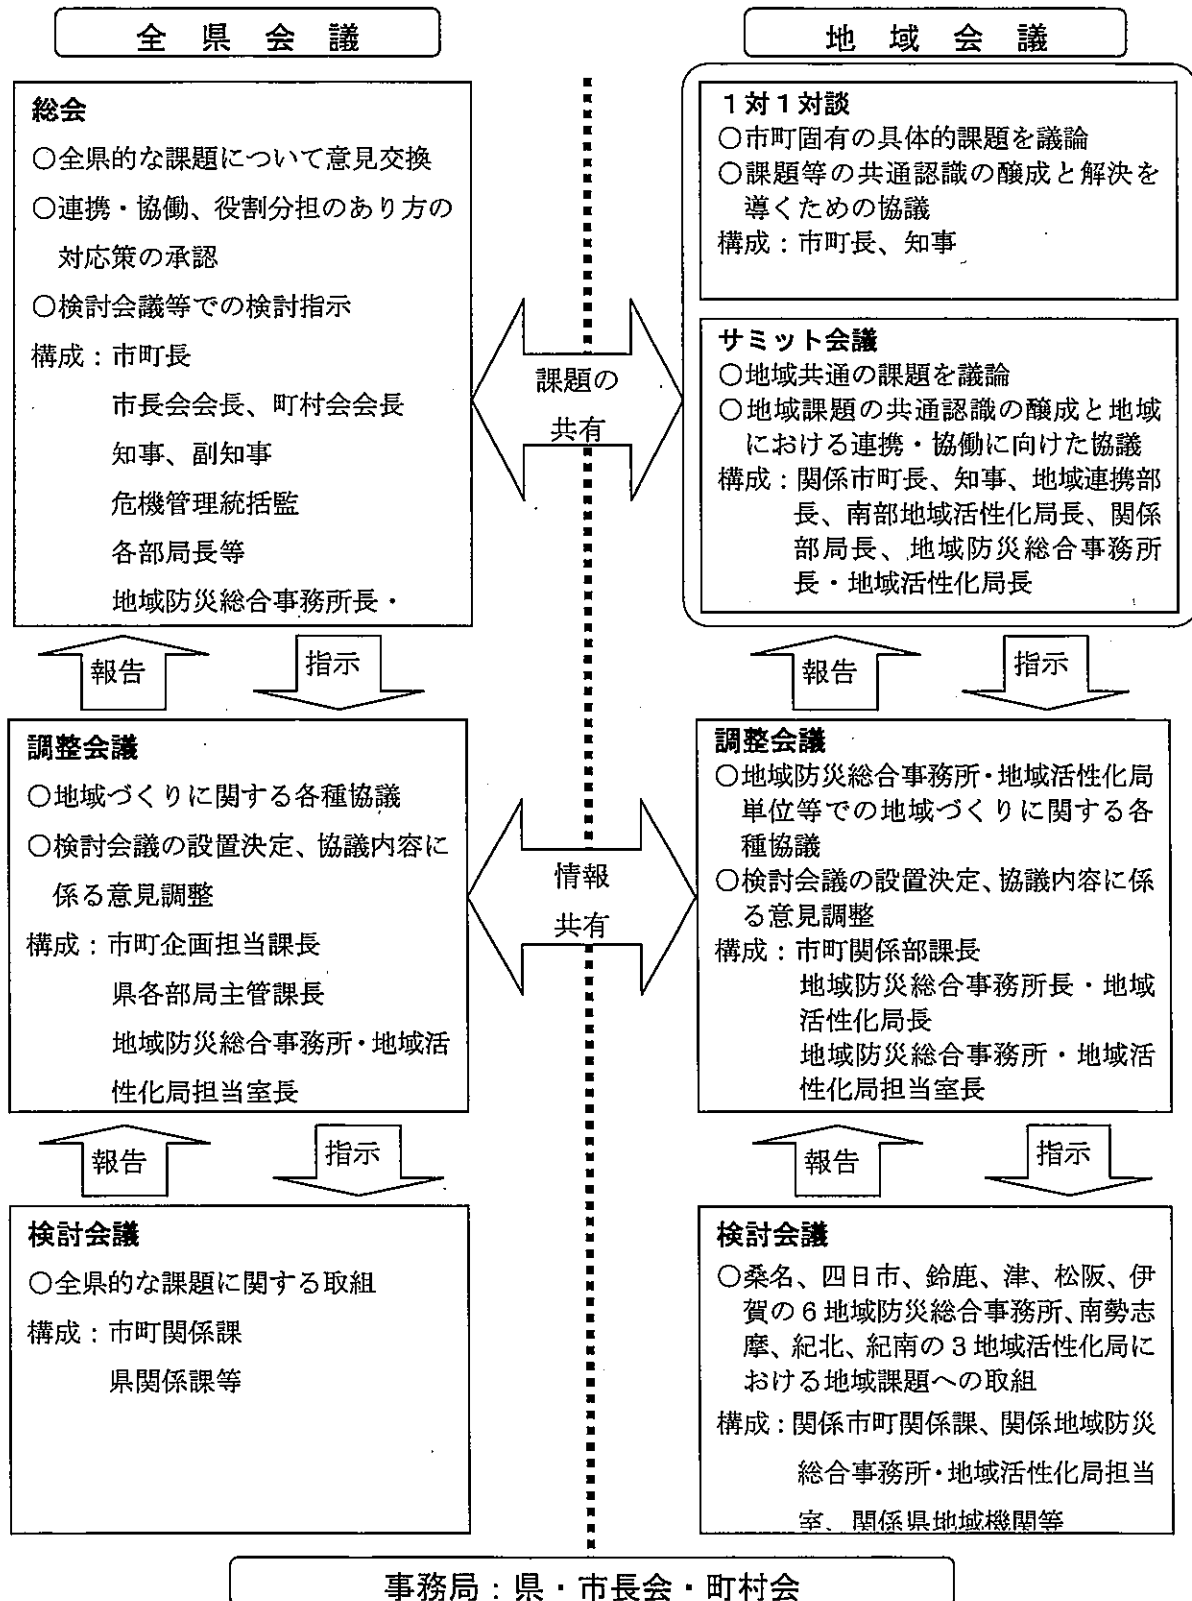 全県会議
総会
○全県的な課題について意見交換
○連携・協働、役割分担のあり方の
対応策の承認
○検討会議等での検討指示
構成：市町長
市長会会長、町村会会長
知事、副知事
危機管理統括監
各部局長等
地域防災総合事務所長・
報告
指示
調整会議
○地域づくりに関する各種協議
○検討会議の設置決定、協議内容に
係る意見調整
構成：市町企画担当課長
県各部局主管課長
地域防災総合事務所・地域活
性化局担当室長
報告
指示
検討会議
○全県的な課題に関する取組
構成：市町関係課
県関係課等
課題の
共有
情報
共有
地域会議
１対１対談
○市町固有の具体的課題を議論
○課題等の共通認識の醸成と解決を
導くための協議
構成：市町長、知事
サミット会議
○地域共通の課題を議論
○地域課題の共通認識の醸成と地域
における連携・協働に向けた協議
構成：関係市町長、知事、地域連携部
長、南部地域活性化局長、関係
部局長、地域防災総合事務所
長・地域活性化局長
報告
指示
調整会議
○地域防災総合事務所・地域活性化局
単位等での地域づくりに関する各
種協議
○検討会議の設置決定、協議内容に係
る意見調整
構成：市町関係部課長
地域防災総合事務所長・地域
活性化局長
地域防災総合事務所・地域活
性化局担当室長
報告
指示
検討会議
○桑名、四日市、鈴鹿、津、松阪、伊
賀の６地域防災総合事務所、南勢志
摩、紀北、紀南の３地域活性化局に
おける地域課題への取組
構成：関係市町関係課、関係地域防災
総合事務所・地域活性化局担当
室、関係県地域機関等
事務局：県・市長会・町村会